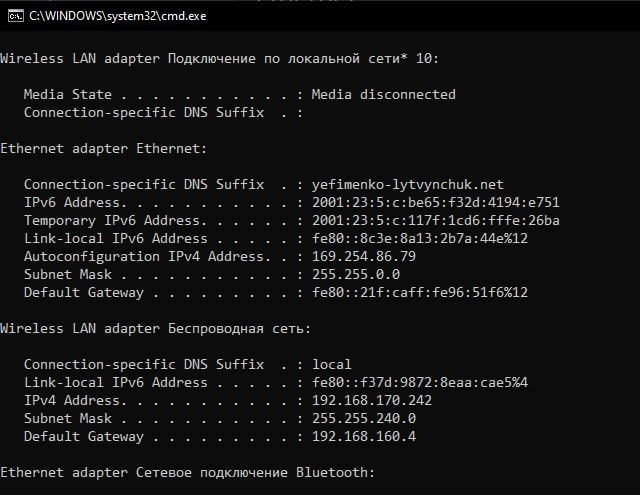 C:\WINDOWS\system32\cmd.exe
Wireless LAN adapter Подключение по локальной сети* 10:
Media State . . . . . . . . . . . : Media disconnected
Connection-specific DNS Suffix  . :
Ethernet adapter Ethernet:
Connection-specific DNS Suffix  . : yefimenko-lytvynchuk.net
IPv6 Address. . . . . . . . . . . : 2001:23:5:c:be65:f32d:4194:e751
Temporary IPv6 Address. . . . . . : 2001:23:5:c:117f:1cd6:fffe:26ba
Link-local IPv6 Address . . . . . : fe80::8c3e:8a13:2b7a:44e%12
Autoconfiguration IPv4 Address. . : 169.254.86.79
Subnet Mask . . . . . . . . . . . : 255.255.0.0
Default Gateway . . . . . . . . . : fe80::21f:caff:fe96:51f6%12
Wireless LAN adapter Беспроводная сеть:
Connection-specific DNS Suffix  . : local
Link-local IPv6 Address . . . . . : fe80::f37d:9872:8eaa:cae5%4
IPv4 Address. . . . . . . . . . . : 192.168.170.242
Subnet Mask . . . . . . . . . . . : 255.255.240.0
Default Gateway . . . . . . . . . : 192.168.160.4
Ethernet adapter Сетевое подключение Bluetooth: